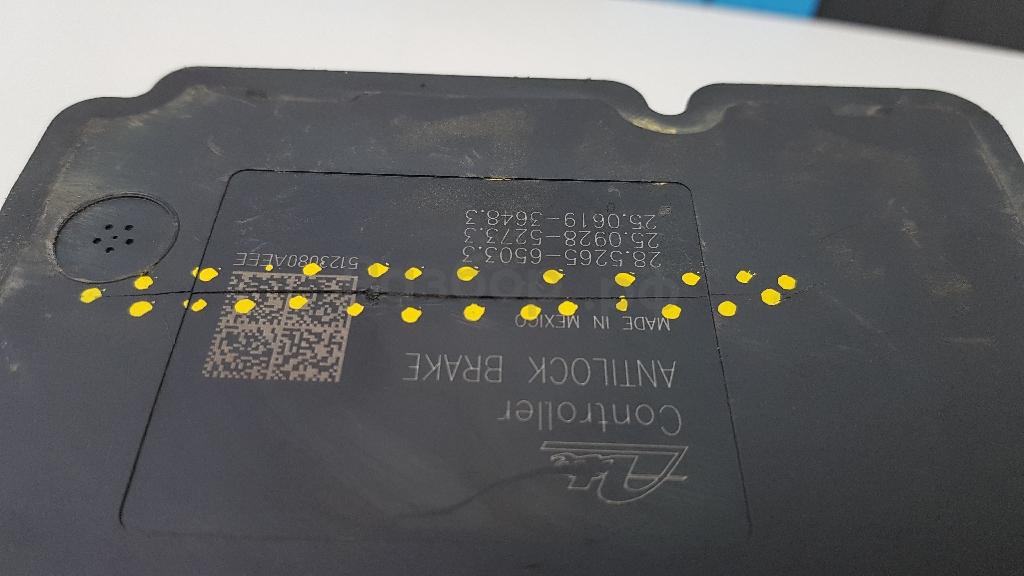 Ate
Controller
ANTILOCK BRAKE
MADE IN MEXICO
28.5265-6503.3
25.0928-5273.3
25.0619-3648.3
5123080AEEE